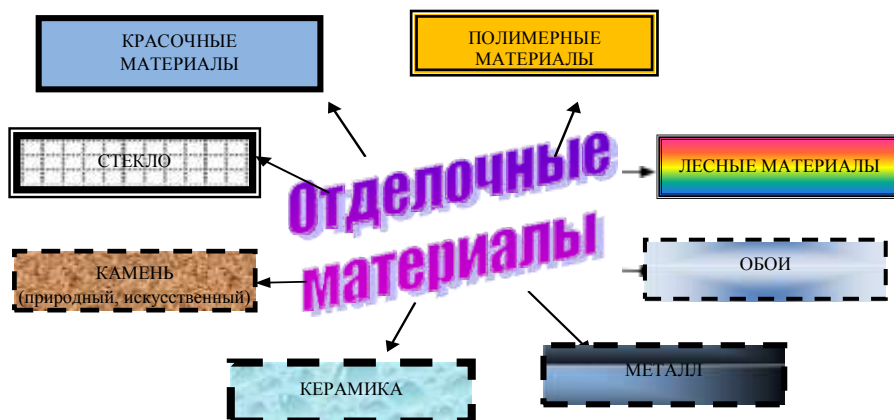 КРАСОЧНЫЕ
МАТЕРИАЛЫ
ПОЛИМЕРНЫЕ
МАТЕРИАЛЫ
СТЕКЛО
Отделочные
материалы
ЛЕСНЫЕ МАТЕРИАЛЫ
КАМЕНЬ
(природный, искусственный)
ОБОИ
КЕРАМИКА
МЕТАЛЛ